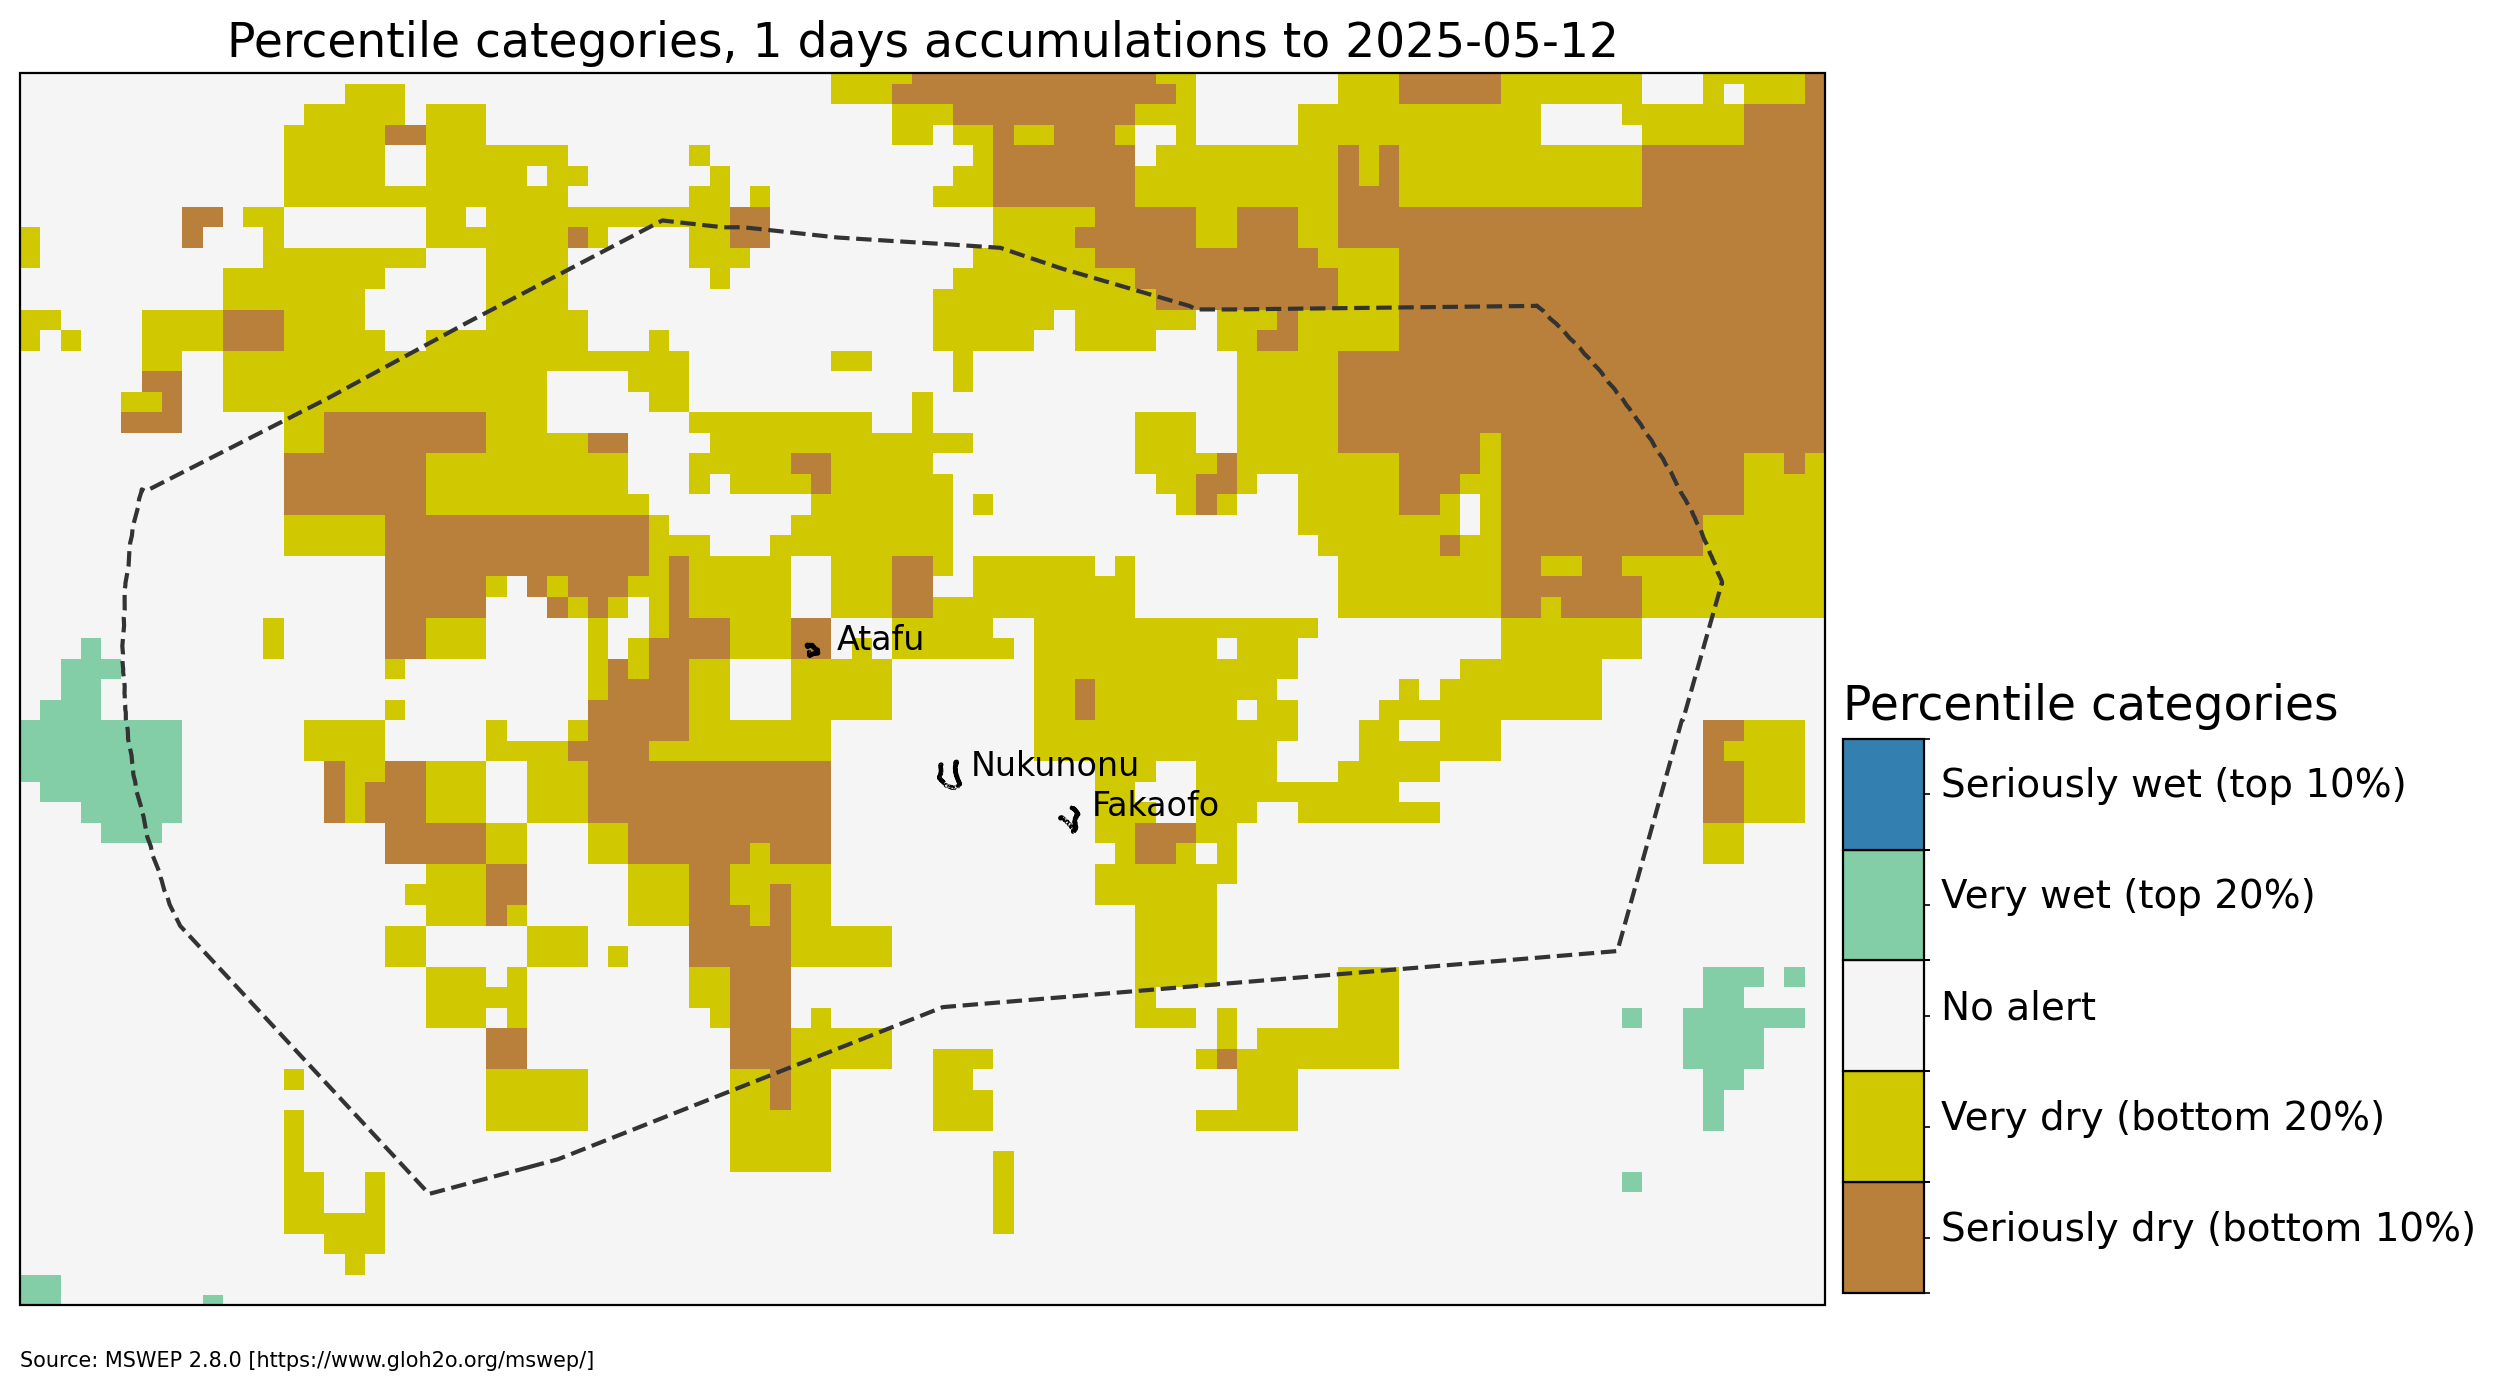 Percentile categories, 1 days accumulations to 2025-05-12
Atafu
Nukunonu
Fakaofo
Percentile categories
Seriously wet (top 10%)
Very wet (top 20%)
No alert
Very dry (bottom 20%)
Seriously dry (bottom 10%)
Source: MSWEP 2.8.0 [https://www.gloh2o.org/mswep/]